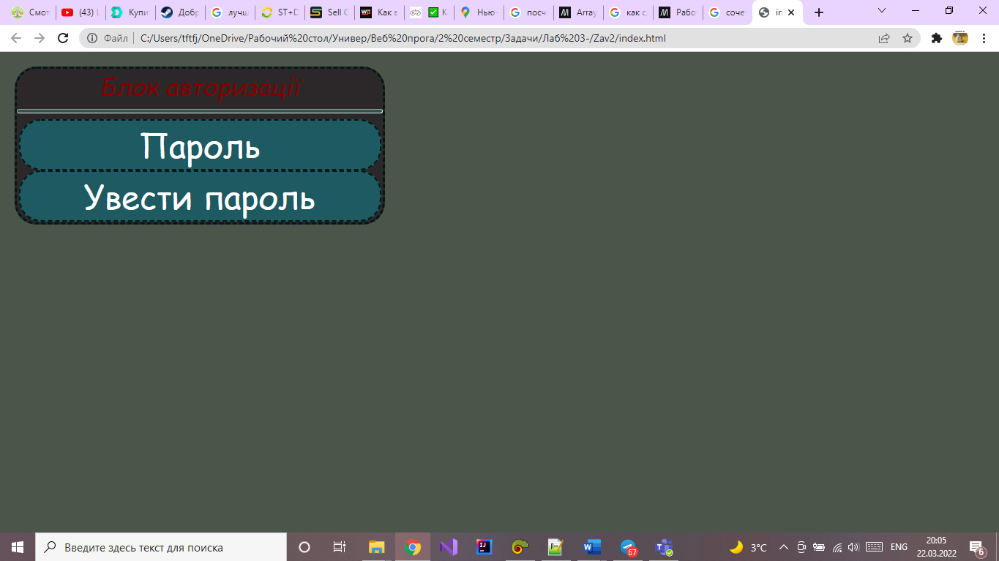 Смот
(43) L
Купи
Добр
лучш
ST+D
Sell C
Как в
К
Нью-
посч
Array
как с
Рабо
соче
in
Файл
C:/Users/tftfj/OneDrive/Рабочий%20стол/Универ/Веб%20прога/2%20семестр/Задачи/Лаб%203-/Zav2/index.html
Блок авторизації
Пароль
Увести пароль
Введите здесь текст для поиска
67
3°C
ENG
20:05
22.03.2022
6